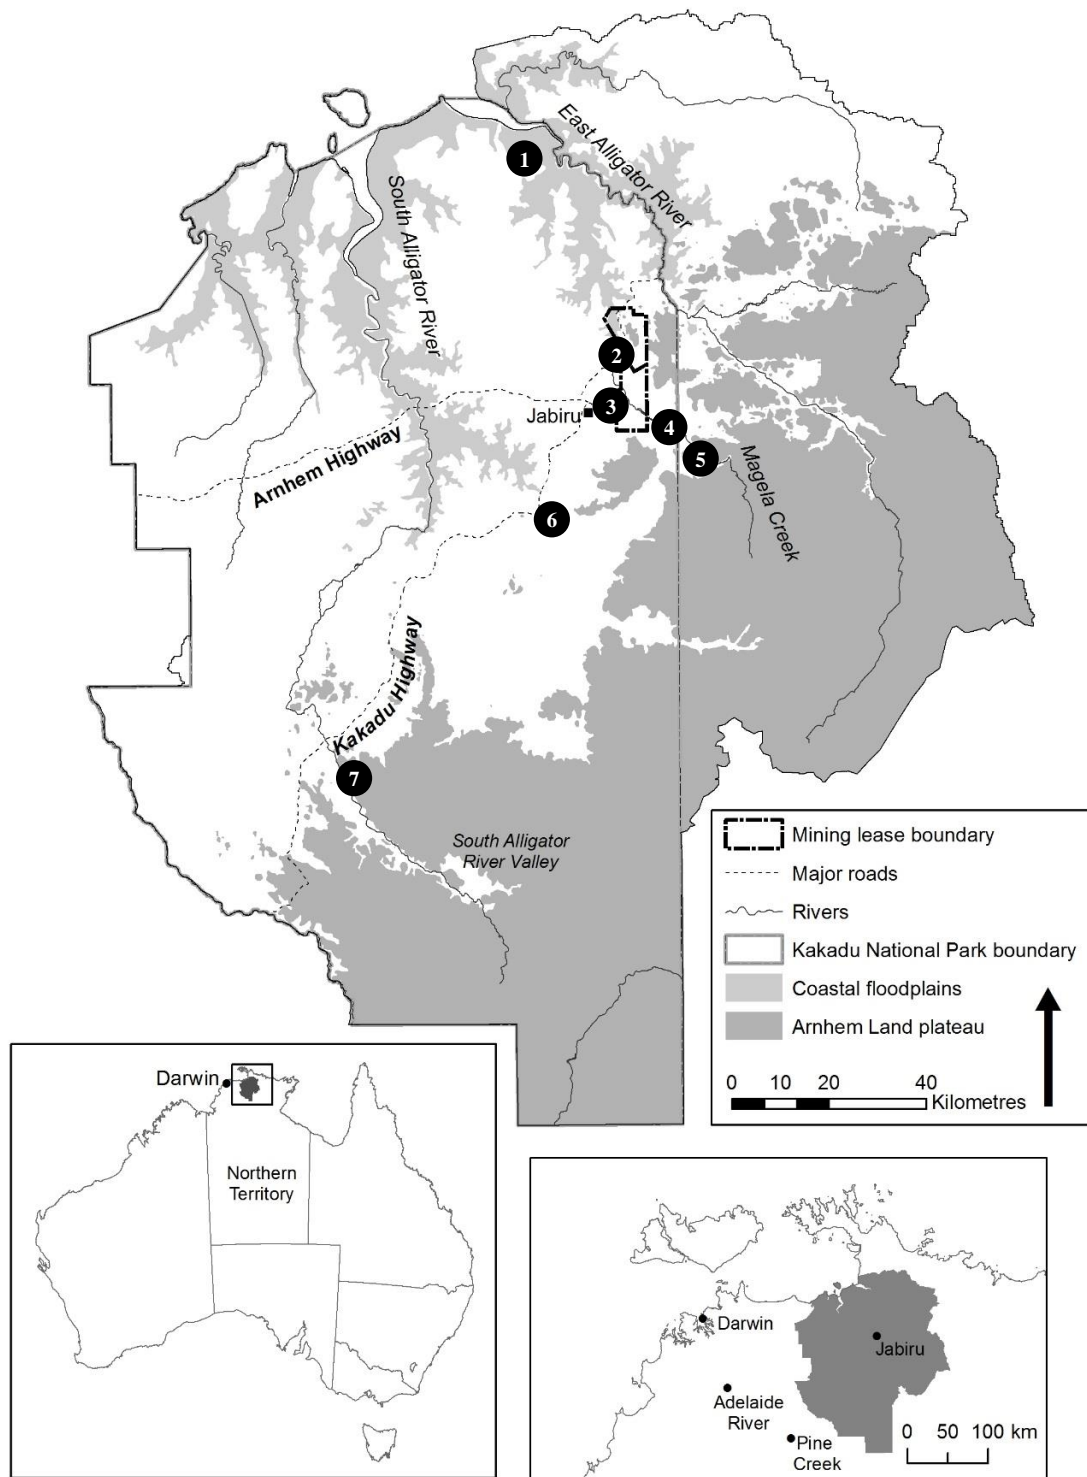 1
East Alligator River
South Alligator River
2
Jabiru
3
4
5
Magela Creek
Arnhem Highway
6
Kakadu Highway
7
South Alligator
River Valley
Mining lease boundary
Major roads
Rivers
Kakadu National Park boundary
Coastal floodplains
Arnhem Land plateau
0 10 20 40
Kilometres
Darwin
Northern
Territory
Darwin
Jabiru
Adelaide
River
Pine
Creek
0 50 100 km